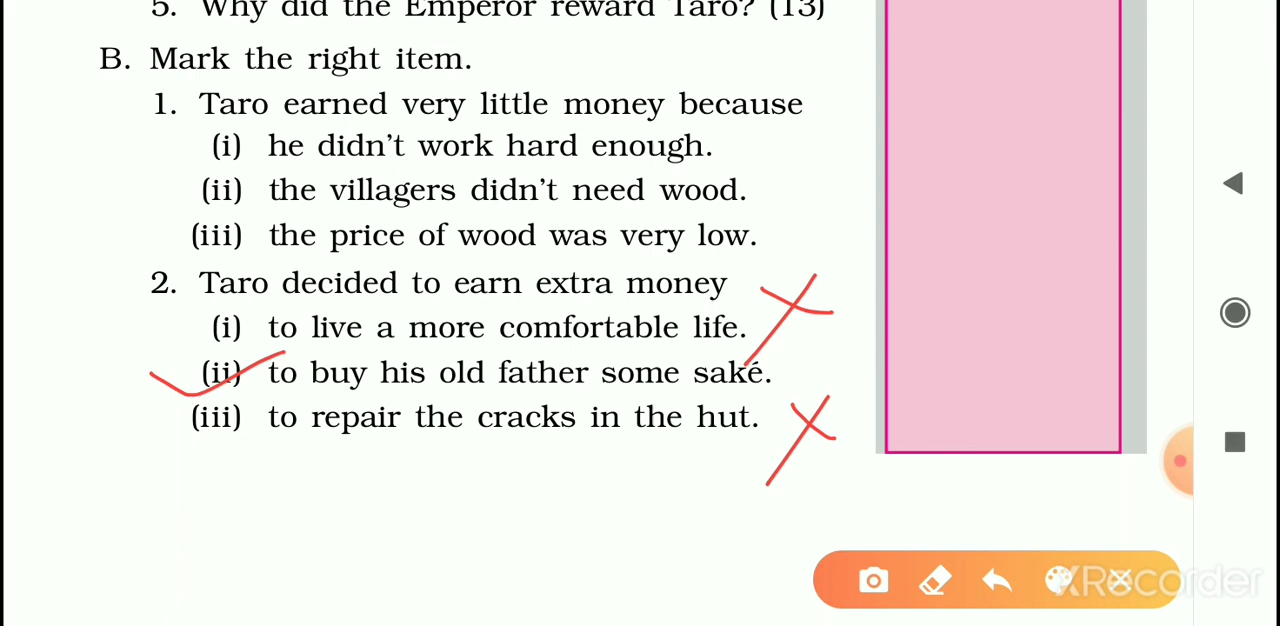 5. Why did the Emperor reward Taro? (13)
B. Mark the right item.
1. Taro earned very little money because
(i) he didn't work hard enough.
(ii) the villagers didn't need wood.
(iii) the price of wood was very low.
2. Taro decided to earn extra money
(i) to live a more comfortable life.
(ii) to buy his old father some saké.
(iii) to repair the cracks in the hut.
XRecorder